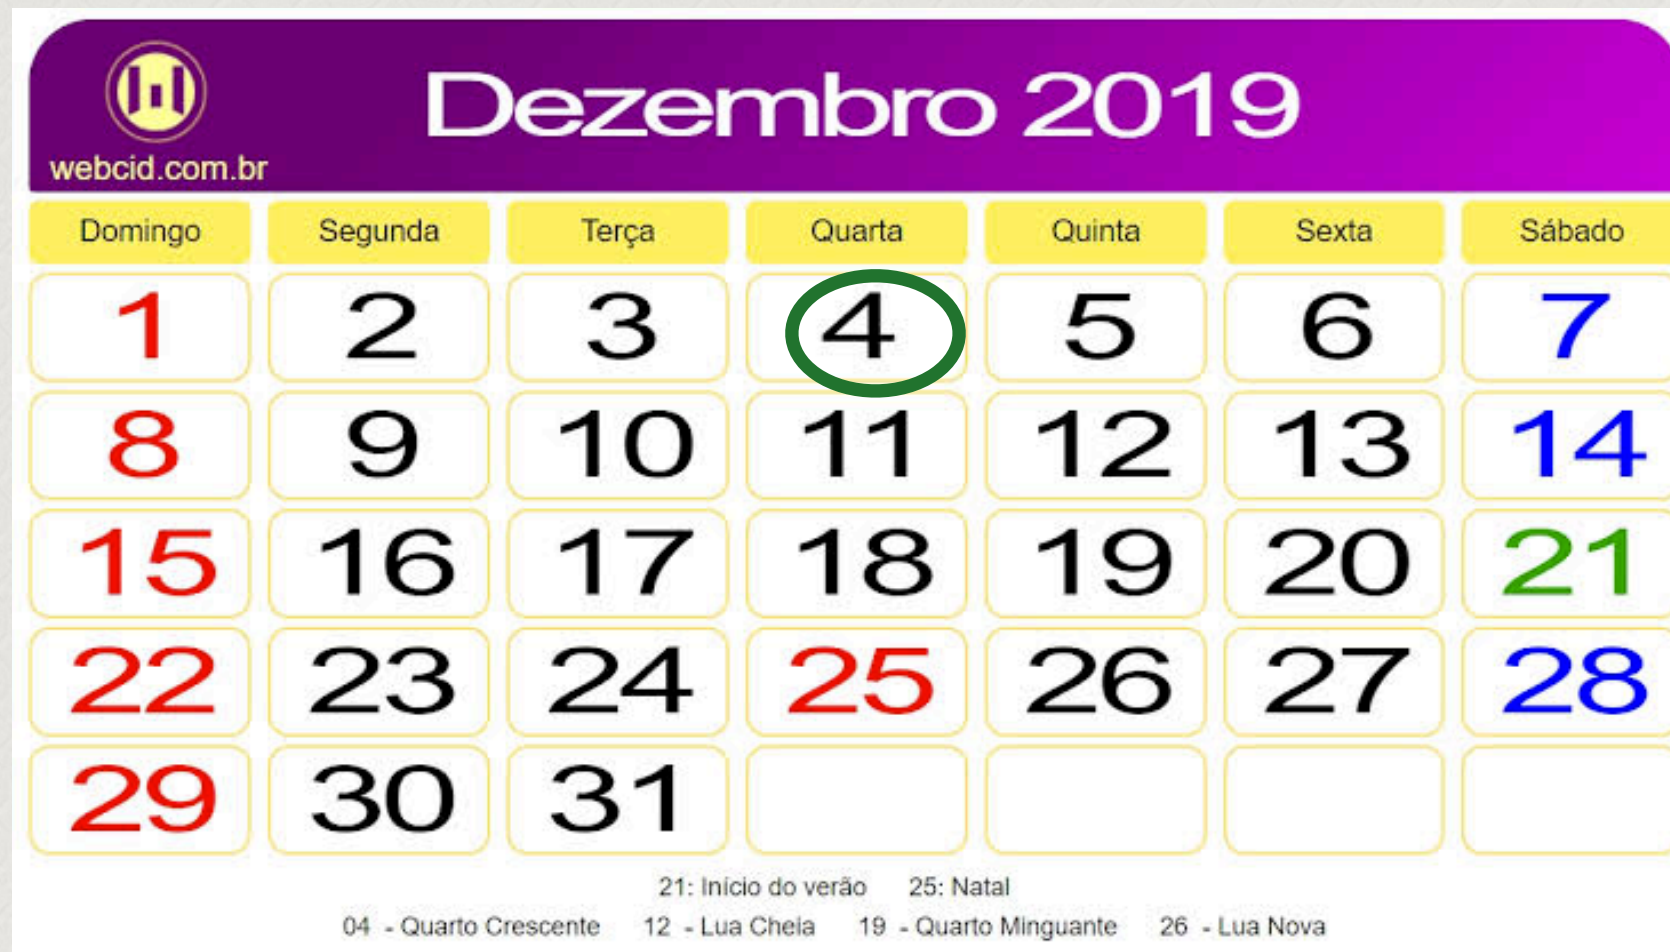 Dezembro 2019
webcid.com.br
Domingo Segunda Terça Quarta Quinta Sexta Sábado
1 2 3 4 5 6 7
8 9 10 11 12 13 14
15 16 17 18 19 20 21
22 23 24 25 26 27 28
29 30 31
21: Início do verão 25: Natal
04 - Quarto Crescente 12 - Lua Cheia 19 - Quarto Minguante 26 - Lua Nova